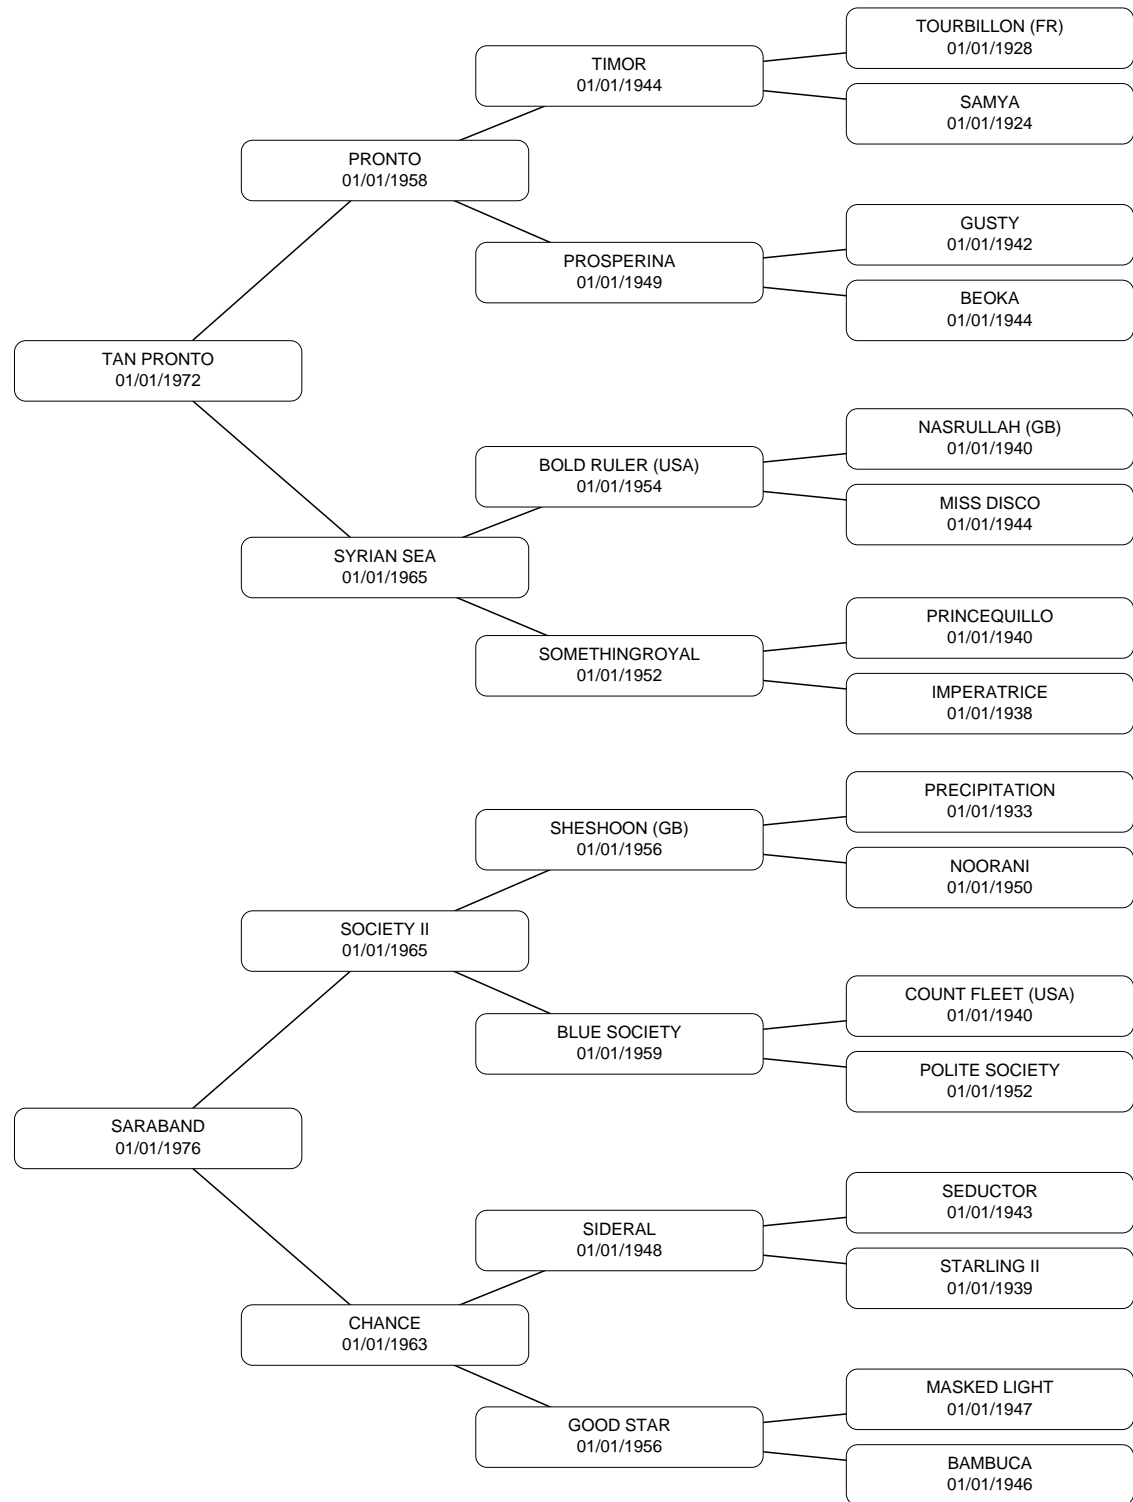 TOURBILLON (FR)
01/01/1928
TIMOR
01/01/1944
SAMYA
01/01/1924
PRONTO
01/01/1958
GUSTY
01/01/1942
PROSPERINA
01/01/1949
BEOKA
01/01/1944
TAN PRONTO
01/01/1972
NASRULLAH (GB)
01/01/1940
BOLD RULER (USA)
01/01/1954
MISS DISCO
01/01/1944
SYRIAN SEA
01/01/1965
PRINCEQUILLO
01/01/1940
SOMETHINGROYAL
01/01/1952
IMPERATRICE
01/01/1938
PRECIPITATION
01/01/1933
SHESHOON (GB)
01/01/1956
NOORANI
01/01/1950
SOCIETY II
01/01/1965
COUNT FLEET (USA)
01/01/1940
BLUE SOCIETY
01/01/1959
POLITE SOCIETY
01/01/1952
SARABAND
01/01/1976
SEDUCTOR
01/01/1943
SIDERAL
01/01/1948
STARLING II
01/01/1939
CHANCE
01/01/1963
MASKED LIGHT
01/01/1947
GOOD STAR
01/01/1956
BAMBUCA
01/01/1946